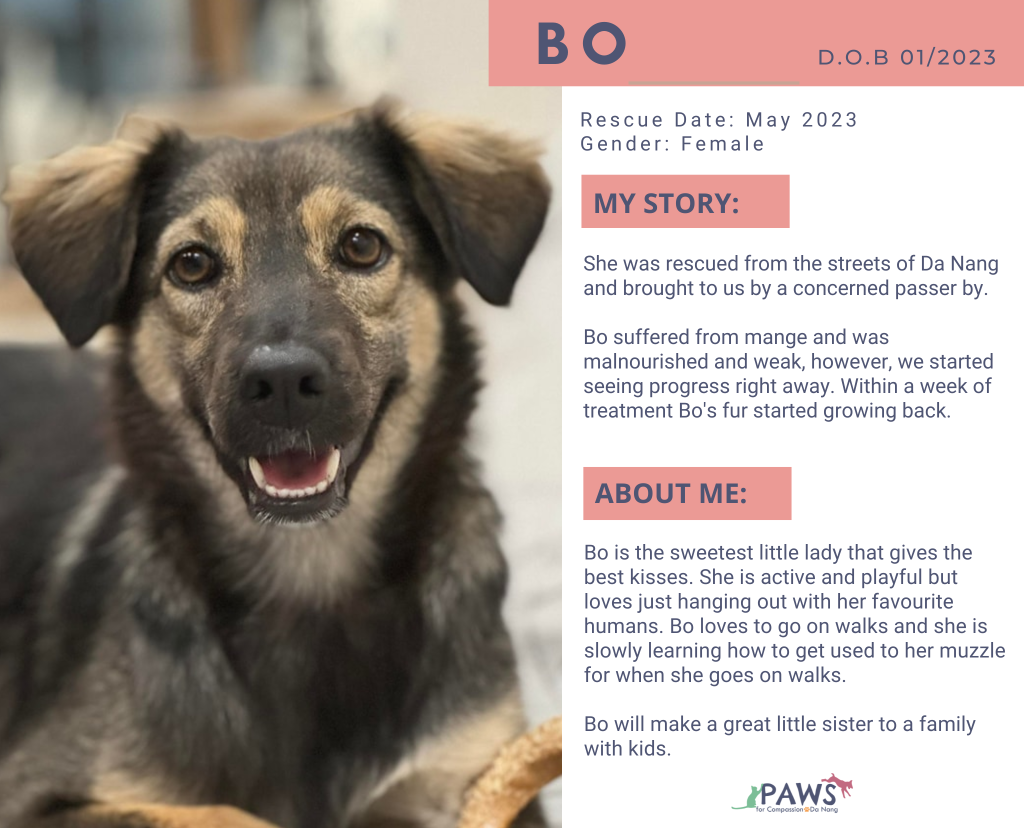 BO
D.O.B 01/2023
Rescue Date: May 2023
Gender: Female
MY STORY:
She was rescued from the streets of Da Nang
and brought to us by a concerned passer by.
Bo suffered from mange and was
malnourished and weak, however, we started
seeing progress right away. Within a week of
treatment Bo's fur started growing back.
ABOUT ME:
Bo is the sweetest little lady that gives the
best kisses. She is active and playful but
loves just hanging out with her favourite
humans. Bo loves to go on walks and she is
slowly learning how to get used to her muzzle
for when she goes on walks.
Bo will make a great little sister to a family
with kids.
PAWS
for Compassion@Da Nang